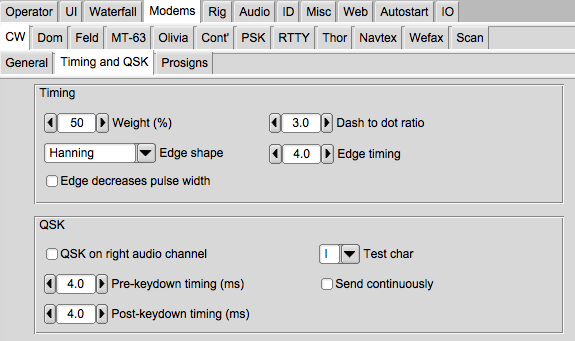 Operator UI Waterfall Modems Rig Audio ID Misc Web Autostart IO
CW Dom Feld MT-63 Olivia Cont' PSK RTTY Thor Navtex Wefax Scan
General Timing and QSK Prosigns
Timing
50 Weight (%) 3.0 Dash to dot ratio
Hanning Edge shape 4.0 Edge timing
Edge decreases pulse width
QSK
QSK on right audio channel I Test char
4.0 Pre-keydown timing (ms) Send continuously
4.0 Post-keydown timing (ms)